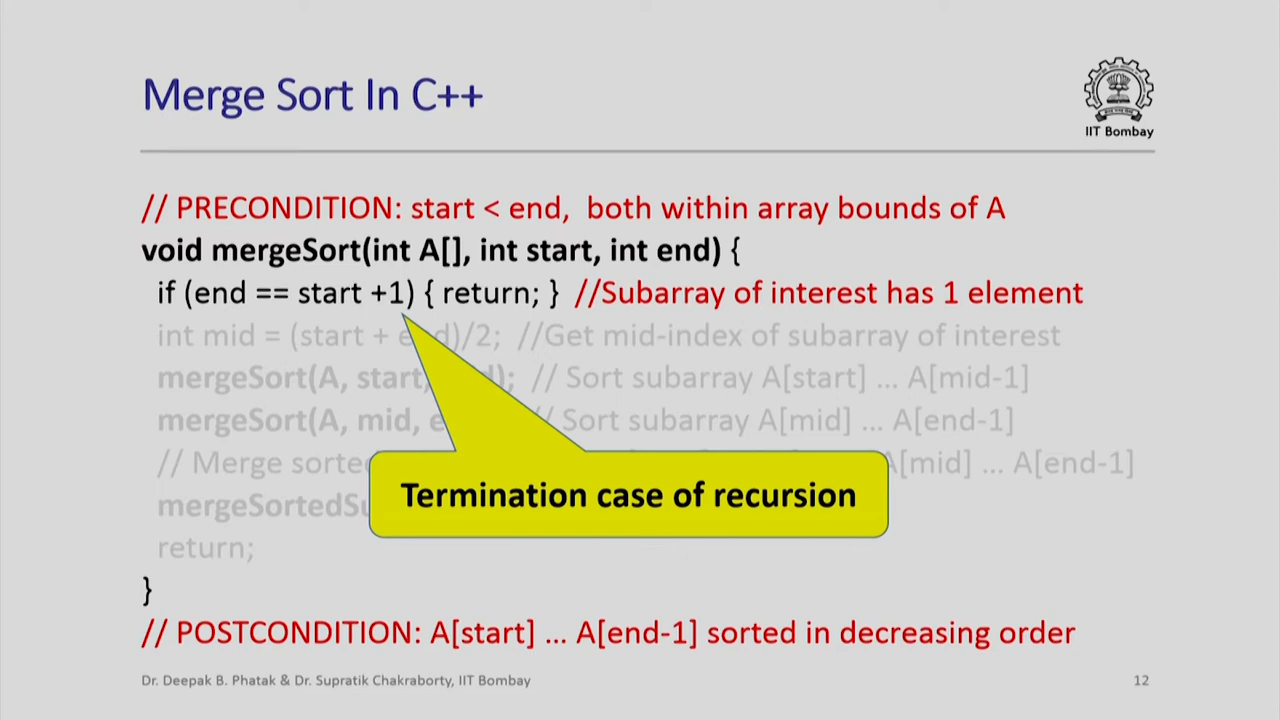 Merge Sort In C++
IIT Bombay
// PRECONDITION: start < end, both within array bounds of A
void mergeSort(int A[], int start, int end) {
if (end == start +1) { return; } //Subarray of interest has 1 element
int mid = (start + end)/2; //Get mid-index of subarray of interest
mergeSort(A, start, // Sort subarray A[start] … A[mid-1]
mergeSort(A, mid, // Sort subarray A[mid] … A[end-1]
// Merge sorted A[mid] … A[end-1]
Termination case of recursion
return;
}
// POSTCONDITION: A[start] … A[end-1] sorted in decreasing order
Dr. Deepak B. Phatak & Dr. Supratik Chakraborty, IIT Bombay
12